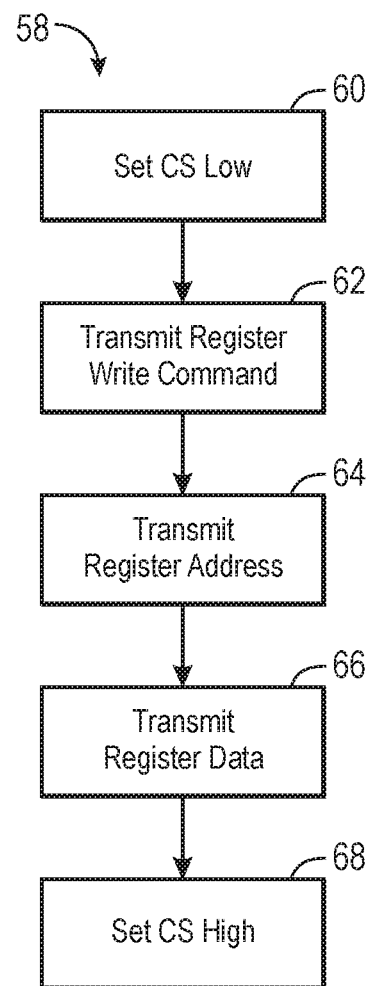 58
60
Set CS Low
62
Transmit Register
Write Command
64
Transmit
Register Address
66
Transmit
Register Data
68
Set CS High